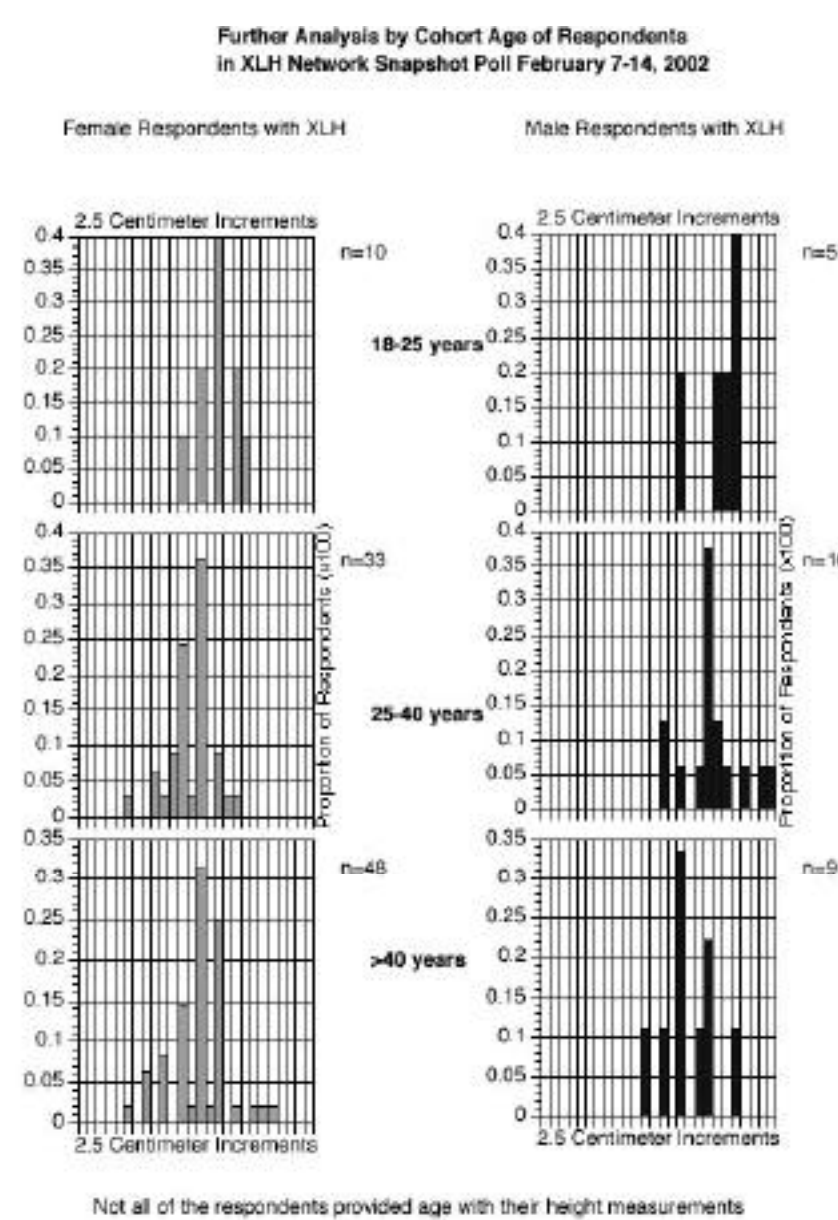 Further Analysis by Cohort Age of Respondents
in XLH Network Snapshot Poll February 7-14, 2002
Female Respondents with XLH
Male Respondents with XLH
2.5 Centimeter Increments
0.4
0.35
0.3
0.25
0.2
0.15
0.1
0.05
0
n=10
18-25 years
2.5 Centimeter Increments
0.4
0.35
0.3
0.25
0.2
0.15
0.1
0.05
0
n=5
0.4
0.35
0.3
0.25
0.2
0.15
0.1
0.05
0
Proportion of Respondents (x100)
n=33
25-40 years
0.4
0.35
0.3
0.25
0.2
0.15
0.1
0.05
0
Proportion of Respondents (x100)
0.35
0.3
0.25
0.2
0.15
0.1
0.05
0
2.5 Centimeter Increments
n=48
>40 years
0.35
0.3
0.25
0.2
0.15
0.1
0.05
0
2.5 Centimeter Increments
n=9
Not all of the respondents provided age with their height measurements